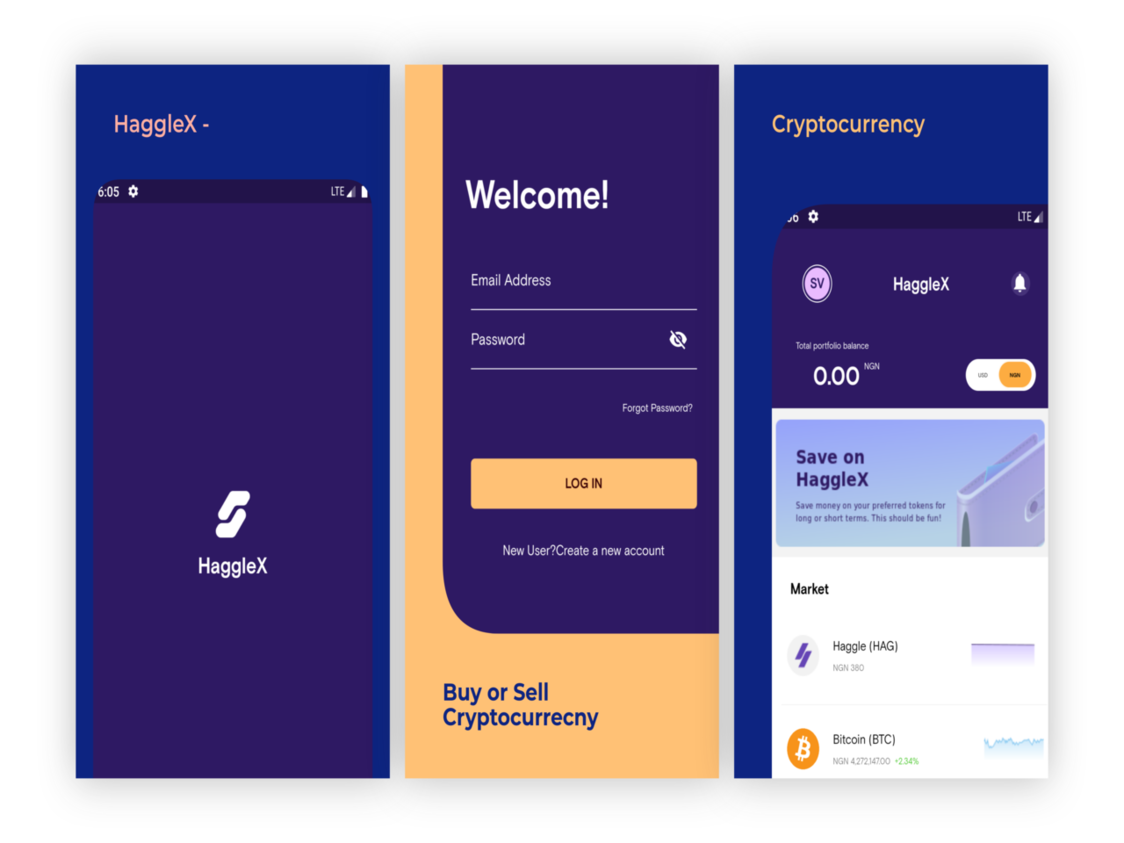 HaggleX -
6:05
LTE
HaggleX
Welcome!
Email Address
Password
Forgot Password?
LOG IN
New User?Create a new account
Buy or Sell
Cryptocurrecny
Cryptocurrency
LTE
SV
HaggleX
Total portfolio balance
0.00 NGN
USD NGN
Save on
HaggleX
Save money on your preferred tokens for
long or short terms. This should be fun!
Market
Haggle (HAG)
NGN 380
Bitcoin (BTC)
NGN 4,272,147.00 +2.34%